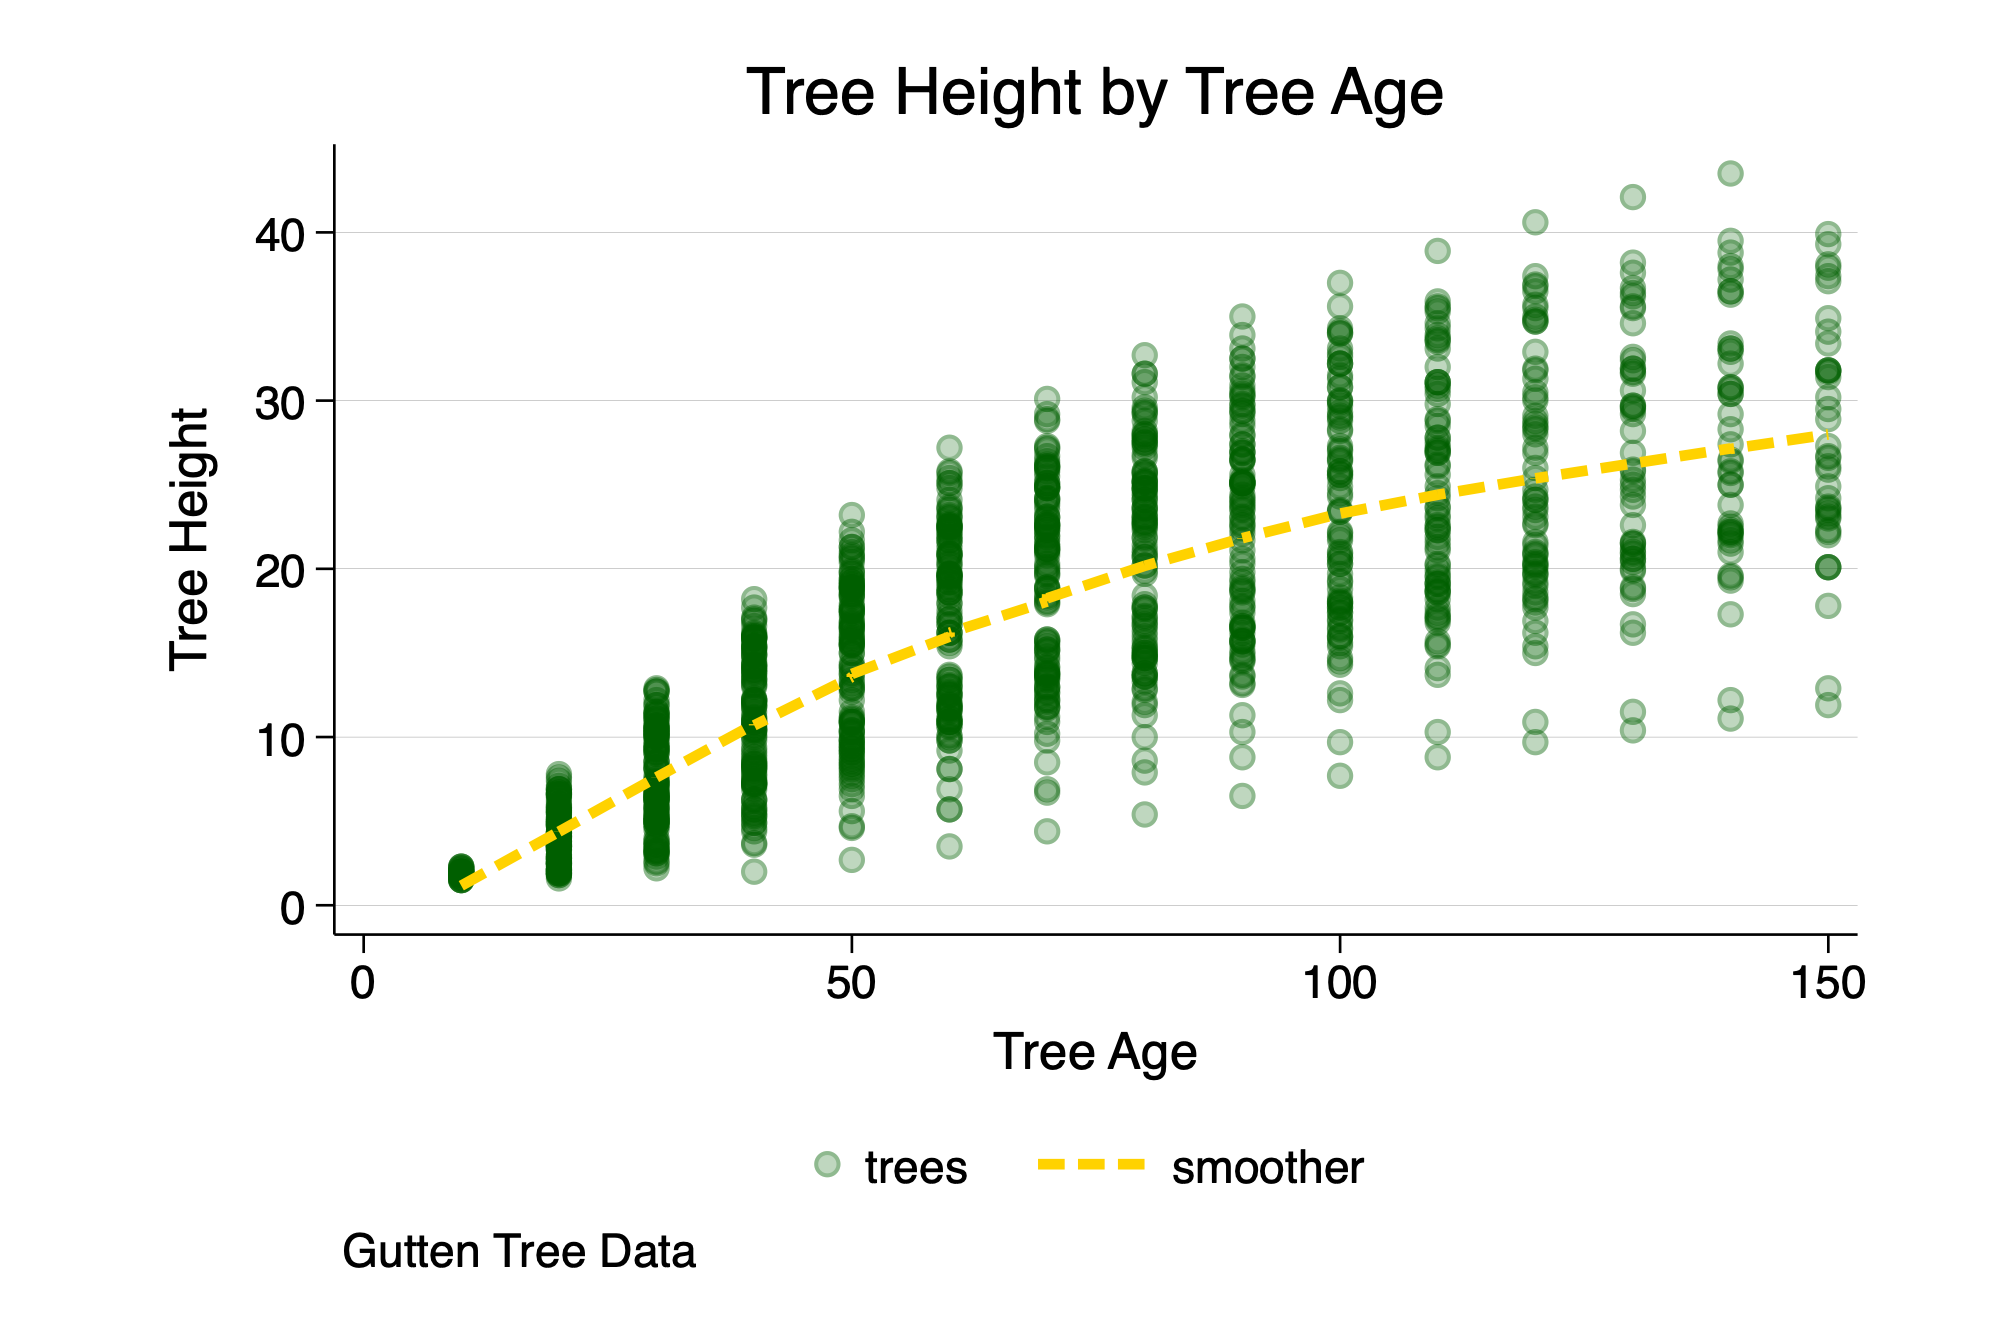 Tree Height by Tree Age
Tree Height
40
30
20
10
0
0 50 100 150
Tree Age
trees smoother
Gutten Tree Data